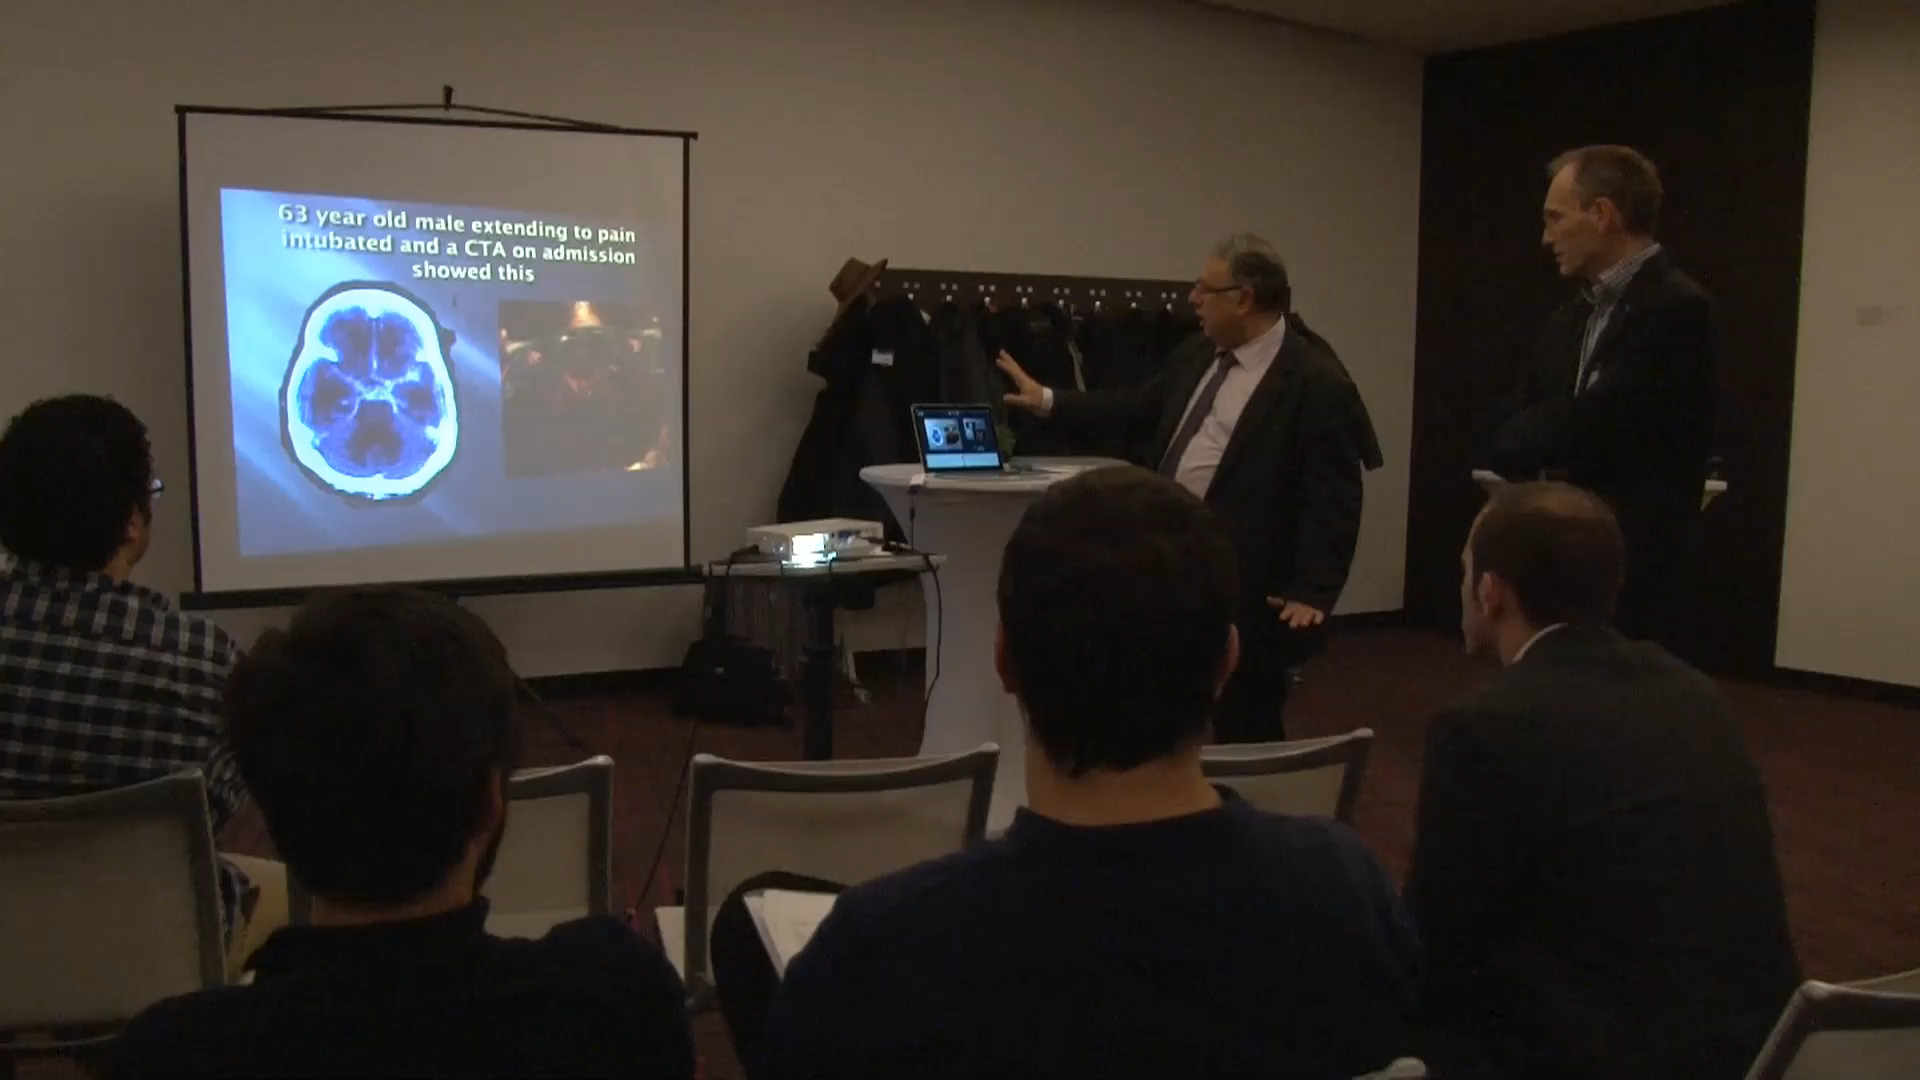 63 year old male extending to pain
intubated and a CTA on admission
showed this